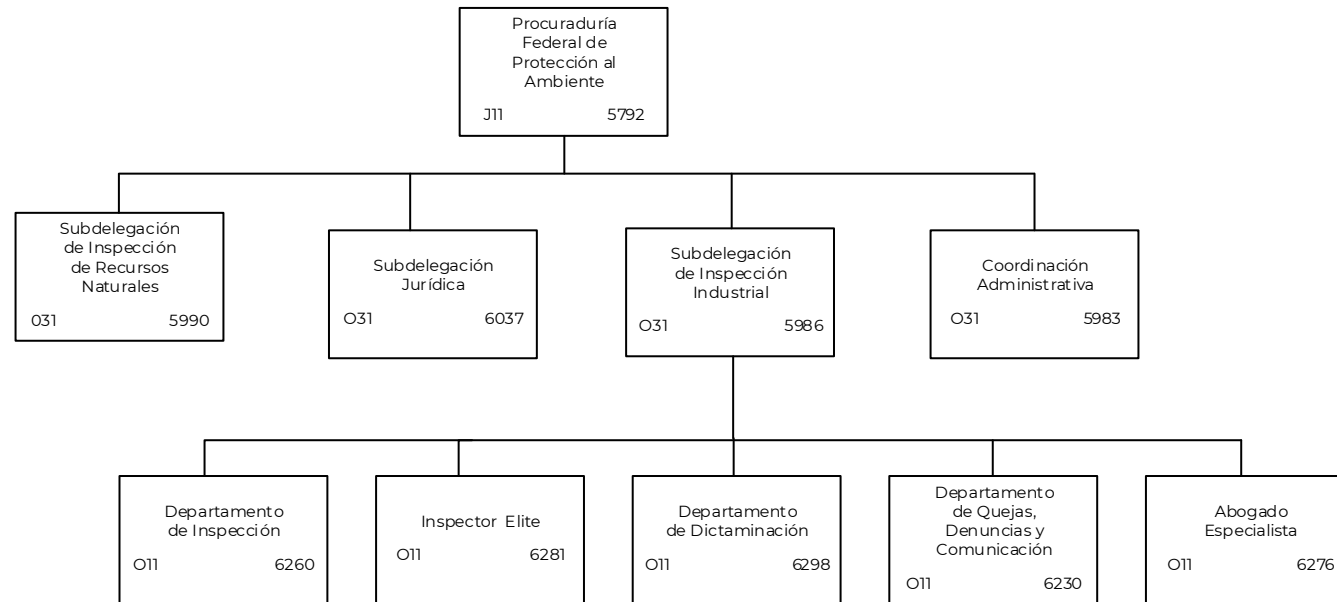 Procuraduría
Federal de
Protección al
Ambiente
J11 5792
Subdelegación
de Inspección
de Recursos
Naturales
031 5990
Subdelegación
Jurídica
O31 6037
Subdelegación
de Inspección
Industrial
O31 5986
Coordinación
Administrativa
O31 5983
Departamento
de Inspección
O11 6260
Inspector Elite
O11 6281
Departamento
de Dictaminación
O11 6298
Departamento
de Quejas,
Denuncias y
Comunicación
O11 6230
Abogado
Especialista
O11 6276